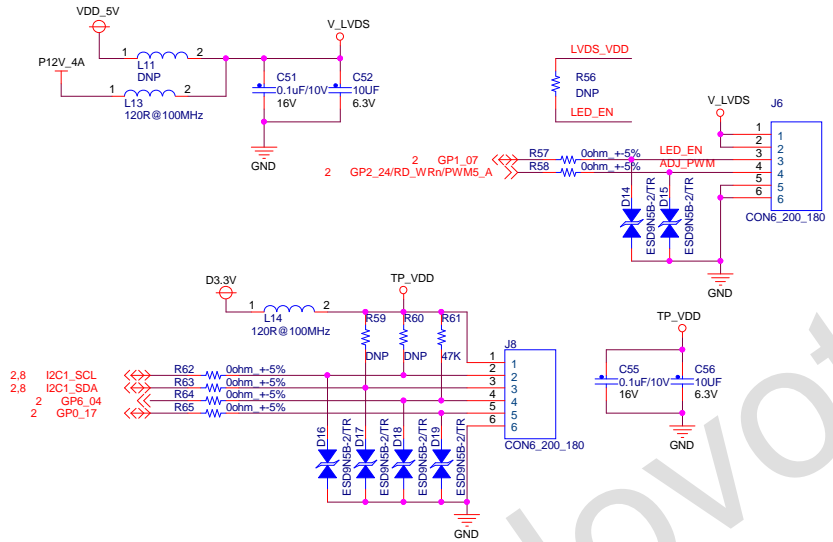 VDD_5V
V_LVDS
1 L11 2
DNP
P12V_4A
1 2
L13
120R@100MHz
C51
0.1uF/10V
16V
C52
10UF
6.3V
GND
LVDS_VDD
R56
DNP
LED_EN
J6
V_LVDS
2 GP1_07 R57 0ohm_+-5% LED_EN
2 GP2_24/RD_WRn/PWM5_A R58 0ohm_+-5% ADJ_PWM
1 1
2 2
3 3
4 4
5 5
6 6
CON6_200_180
D14
ESD9N5B-2/TR
D15
ESD9N5B-2/TR
GND
D3.3V
1 2
L14
120R@100MHz
TP_VDD
R59
DNP
R60
DNP
R61
47K
J8
2,8 I2C1_SCL R62 0ohm_+-5%
2,8 I2C1_SDA R63 0ohm_+-5%
2 GP6_04 R64 0ohm_+-5%
2 GP0_17 R65 0ohm_+-5%
1 1
2 2
3 3
4 4
5 5
6 6
CON6_200_180
D16
ESD9N5B-2/TR
D17
ESD9N5B-2/TR
D18
ESD9N5B-2/TR
D19
ESD9N5B-2/TR
GND
TP_VDD
C55
0.1uF/10V
16V
C56
10UF
6.3V
GND